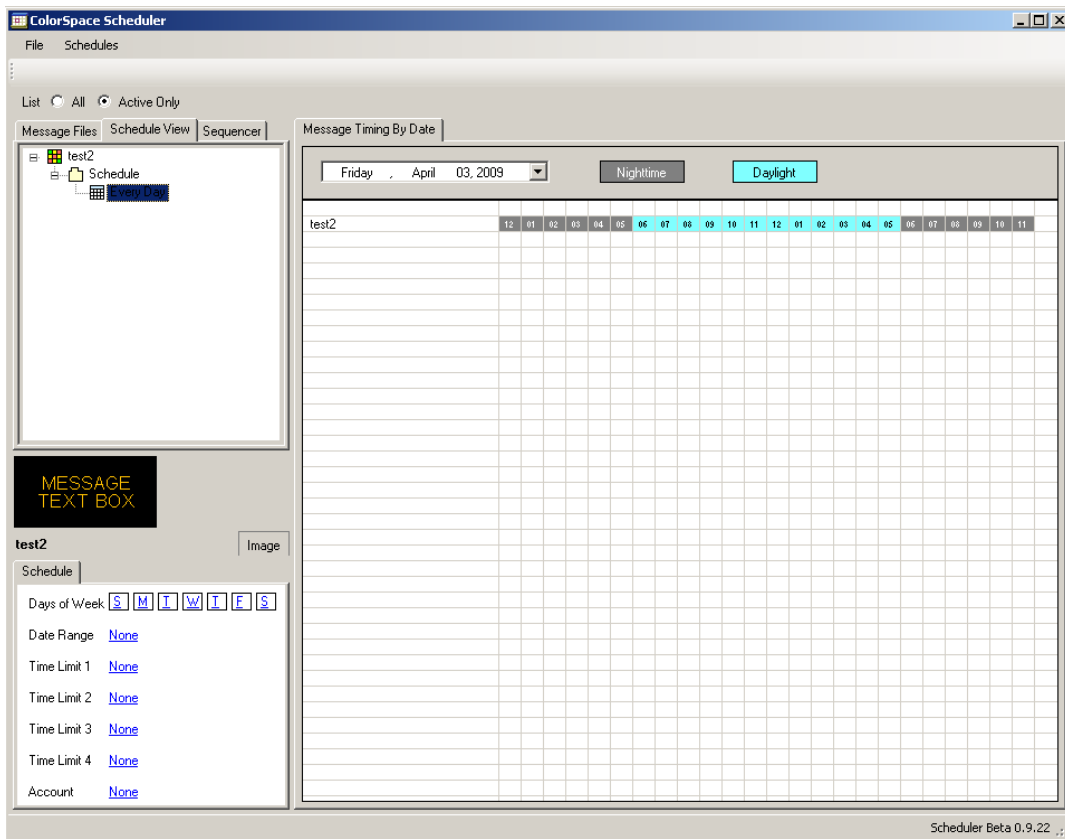 ColorSpace Scheduler
File Schedules
List All Active Only
Message Files Schedule View Sequencer
test2
Schedule
Every Day
Message Timing By Date
Friday , April 03, 2009
Nighttime
Daylight
test2 12 01 02 03 04 05 06 07 08 09 10 11 12 01 02 03 04 05 06 07 08 09 10 11
MESSAGE
TEXT BOX
test2 Image
Schedule
Days of Week S M T W T F S
Date Range None
Time Limit 1 None
Time Limit 2 None
Time Limit 3 None
Time Limit 4 None
Account None
Scheduler Beta 0.9.22